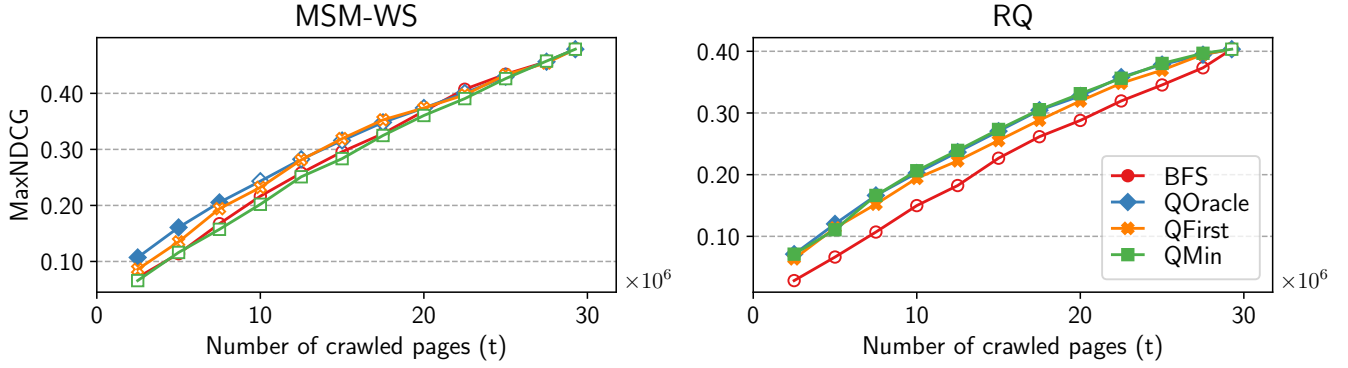 MSM-WS
RQ
MaxNDCG
0.40
0.30
0.20
0.10
0
10
20
30
×10⁶
Number of crawled pages (t)
0.40
0.30
0.20
0.10
0
10
20
30
×10⁶
Number of crawled pages (t)
BFS
QOracle
QFirst
QMin